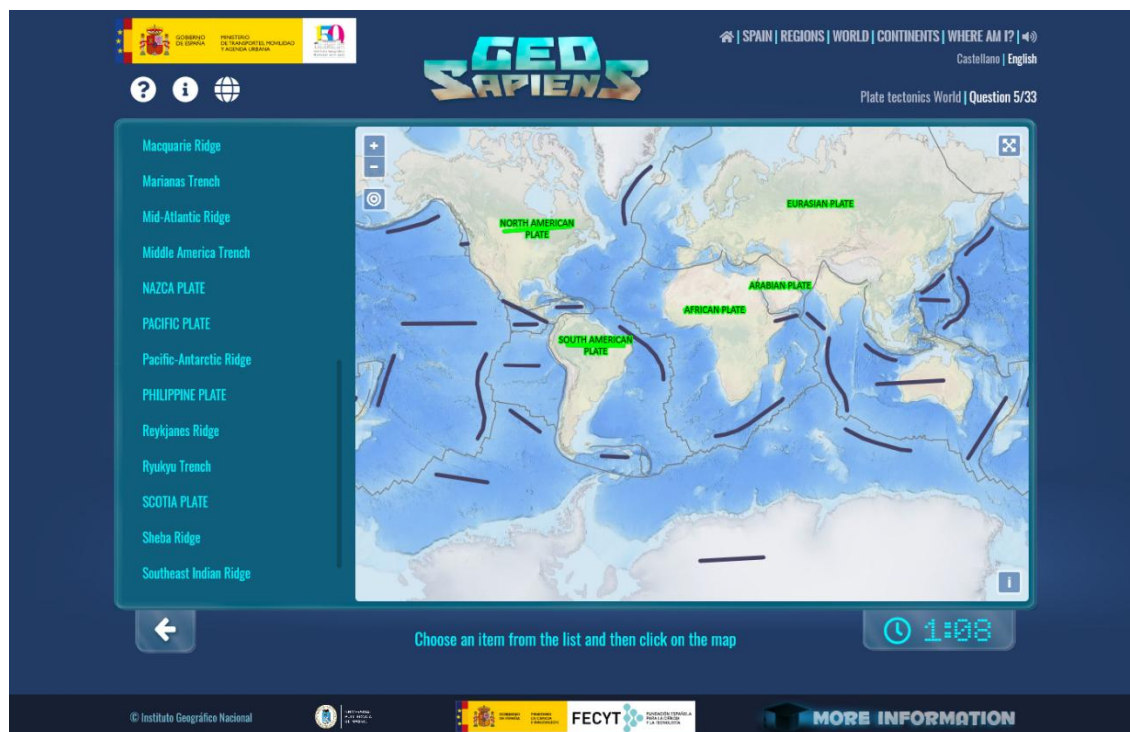 GOBIERNO
DE ESPAÑA
MINISTERIO
DE TRANSPORTES, MOVILIDAD
Y AGENDA URBANA
GEO
SAPIENS
| SPAIN | REGIONS | WORLD | CONTINENTS | WHERE AM I? |
Castellano | English
Plate tectonics World | Question 5/33
Macquarie Ridge
Marianas Trench
Mid-Atlantic Ridge
Middle America Trench
NAZCA PLATE
PACIFIC PLATE
Pacific-Antarctic Ridge
PHILIPPINE PLATE
Reykjanes Ridge
Ryukyu Trench
SCOTIA PLATE
Sheba Ridge
Southeast Indian Ridge
+
−
EURASIAN PLATE
NORTH AMERICAN
PLATE
ARABIAN PLATE
AFRICAN PLATE
SOUTH AMERICAN
PLATE
i
Choose an item from the list and then click on the map
1:08
© Instituto Geográfico Nacional
FECYT
MORE INFORMATION